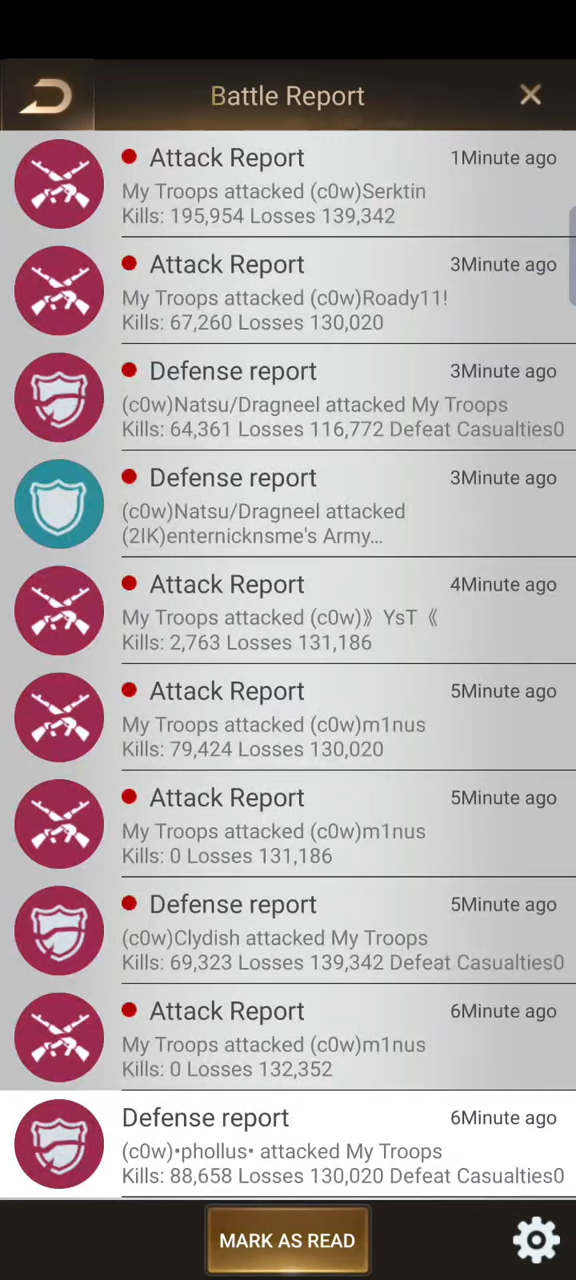 Battle Report
Attack Report 1Minute ago
My Troops attacked (c0w)Serktin
Kills: 195,954 Losses 139,342
Attack Report 3Minute ago
My Troops attacked (c0w)Roady11!
Kills: 67,260 Losses 130,020
Defense report 3Minute ago
(c0w)Natsu/Dragneel attacked My Troops
Kills: 64,361 Losses 116,772 Defeat Casualties0
Defense report 3Minute ago
(c0w)Natsu/Dragneel attacked
(2IK)enternicknsme's Army...
Attack Report 4Minute ago
My Troops attacked (c0w)》 YsT 《
Kills: 2,763 Losses 131,186
Attack Report 5Minute ago
My Troops attacked (c0w)m1nus
Kills: 79,424 Losses 130,020
Attack Report 5Minute ago
My Troops attacked (c0w)m1nus
Kills: 0 Losses 131,186
Defense report 5Minute ago
(c0w)Clydish attacked My Troops
Kills: 69,323 Losses 139,342 Defeat Casualties0
Attack Report 6Minute ago
My Troops attacked (c0w)m1nus
Kills: 0 Losses 132,352
Defense report 6Minute ago
(c0w)•phollus• attacked My Troops
Kills: 88,658 Losses 130,020 Defeat Casualties0
MARK AS READ